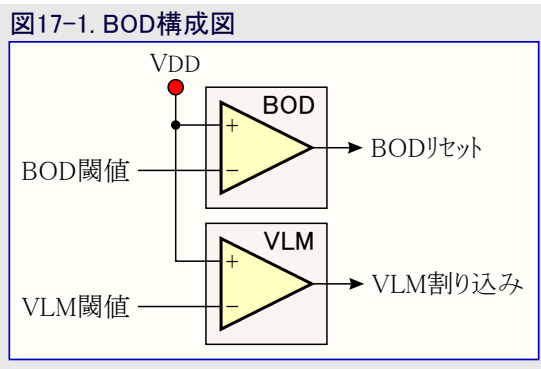 図17-1. BOD構成図
VDD
BOD
+
BOD閾値
−
BODリセット
VLM
+
VLM閾値
−
VLM割り込み